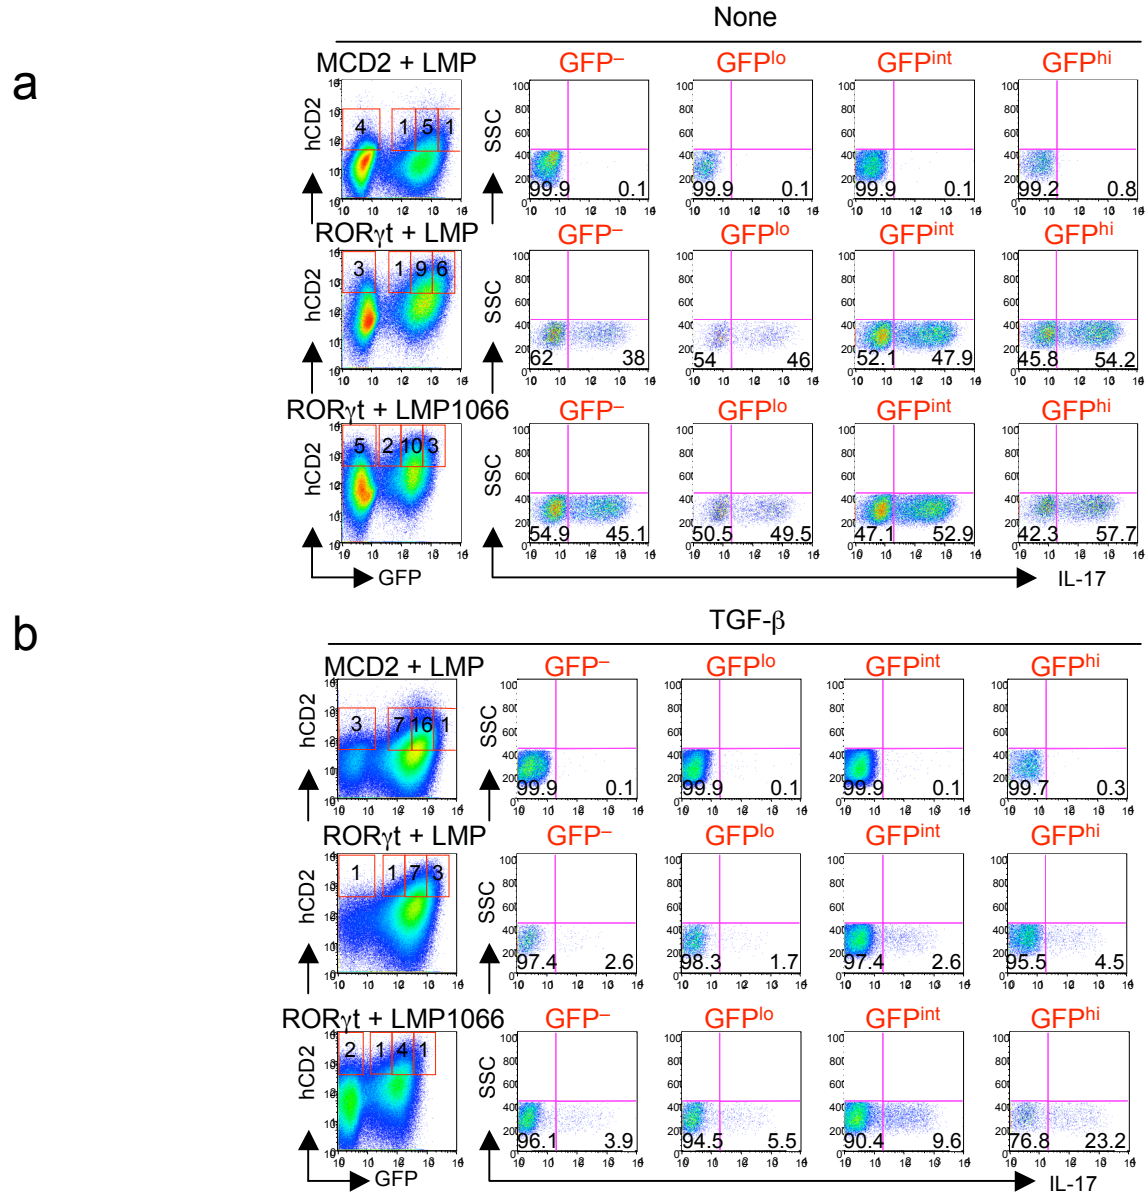 None
a
MCD2 + LMP GFP– GFPlo GFPint GFPhi
hCD2 4 1 5 1 SSC
99.9 0.1 99.9 0.1 99.9 0.1 99.2 0.8
RORγt + LMP GFP– GFPlo GFPint GFPhi
hCD2 3 1 9 6 SSC
62 38 54 46 52.1 47.9 45.8 54.2
RORγt + LMP1066 GFP– GFPlo GFPint GFPhi
hCD2 5 2 10 3 SSC
54.9 45.1 50.5 49.5 47.1 52.9 42.3 57.7
GFP IL-17
b
TGF-β
MCD2 + LMP GFP– GFPlo GFPint GFPhi
hCD2 3 7 16 1 SSC
99.9 0.1 99.9 0.1 99.9 0.1 99.7 0.3
RORγt + LMP GFP– GFPlo GFPint GFPhi
hCD2 1 1 7 3 SSC
97.4 2.6 98.3 1.7 97.4 2.6 95.5 4.5
RORγt + LMP1066 GFP– GFPlo GFPint GFPhi
hCD2 2 1 4 1 SSC
96.1 3.9 94.5 5.5 90.4 9.6 76.8 23.2
GFP IL-17